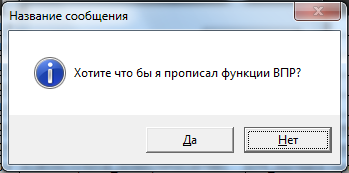 Название сообщения
Хотите что бы я прописал функции ВПР?
Да
Нет